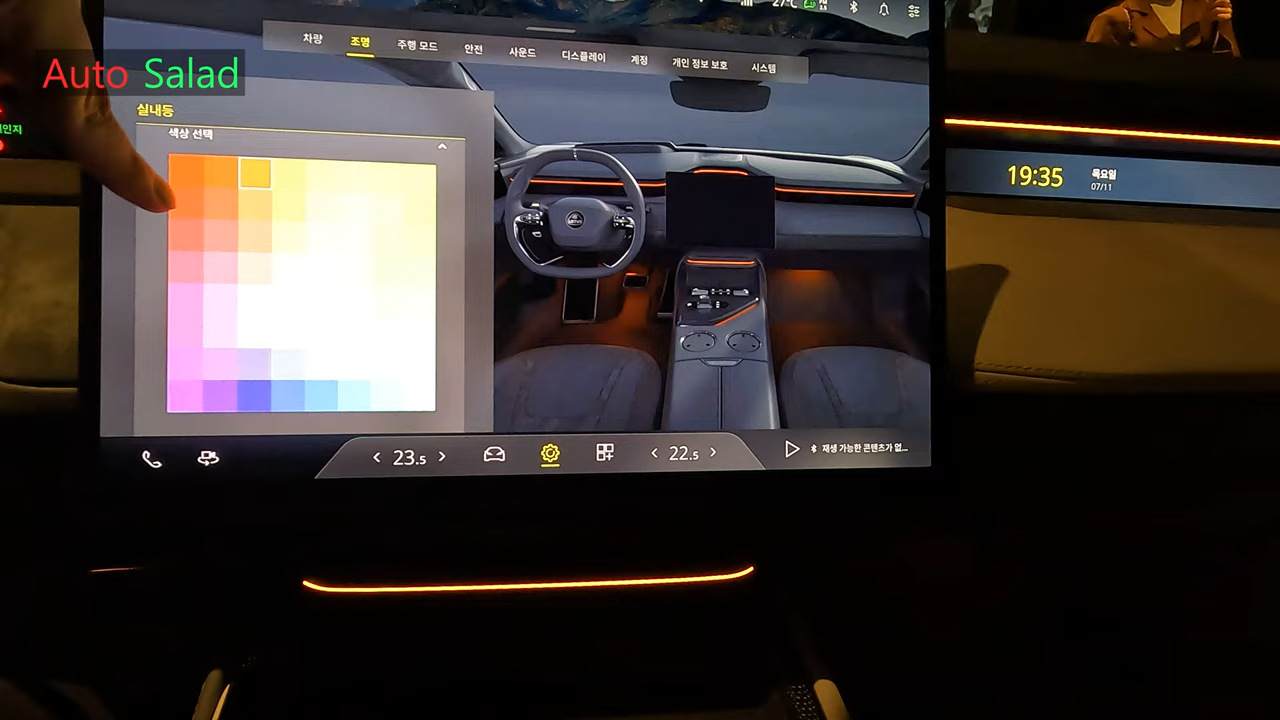 27°C
차량 조명 주행 모드 안전 사운드 디스플레이 계정 개인 정보 보호 시스템
Auto Salad
실내등
색상 선택
19:35
목요일
07/11
23.5
22.5
재생 가능한 콘텐츠가 없...